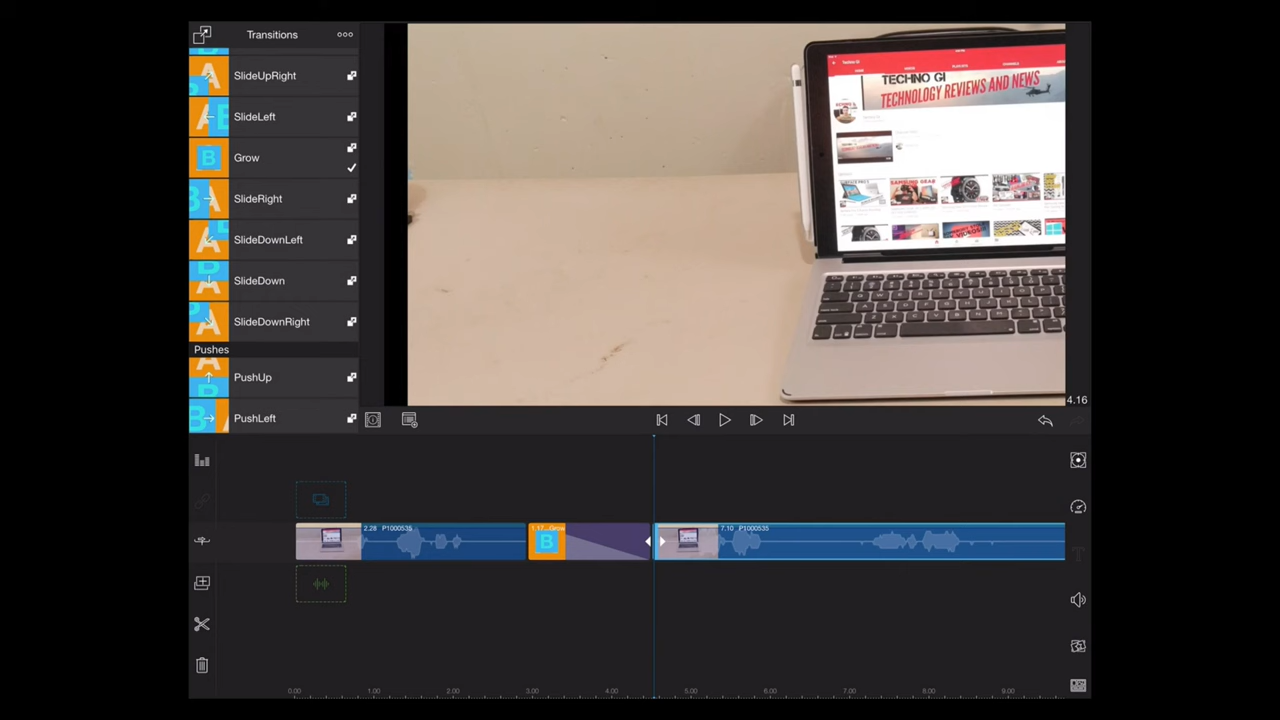 Transitions
SlideUpRight
SlideLeft
Grow
SlideRight
SlideDownLeft
SlideDown
SlideDownRight
Pushes
PushUp
PushLeft
TECHNO GI
TECHNOLOGY REVIEWS AND NEWS
4.16
2.28 P1000535
1.17 Grow
7.10 P1000535
0.00 1.00 2.00 3.00 4.00 5.00 6.00 7.00 8.00 9.00